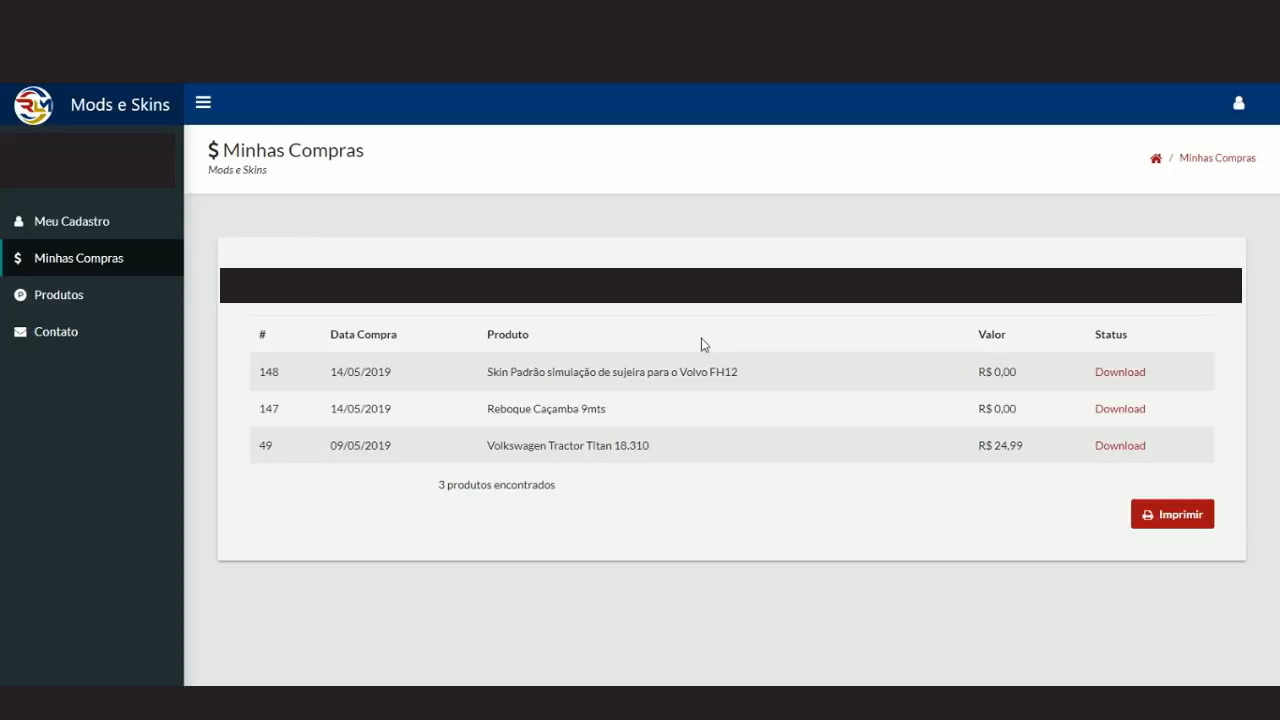 RLM Mods e Skins
$ Minhas Compras
Mods e Skins
/ Minhas Compras
Meu Cadastro
$ Minhas Compras
P Produtos
Contato
# Data Compra Produto Valor Status
148 14/05/2019 Skin Padrão simulação de sujeira para o Volvo FH12 R$ 0,00 Download
147 14/05/2019 Reboque Caçamba 9mts R$ 0,00 Download
49 09/05/2019 Volkswagen Tractor Titan 18.310 R$ 24,99 Download
3 produtos encontrados
Imprimir